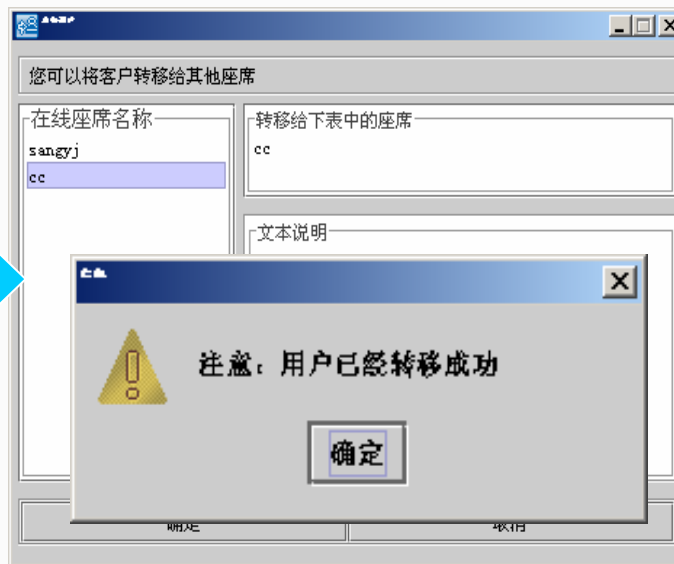 您可以将客户转移给其他座席
在线座席名称
sangyj
cc
转移给下表中的座席
cc
文本说明
注意：用户已经转移成功
确定
确定
取消